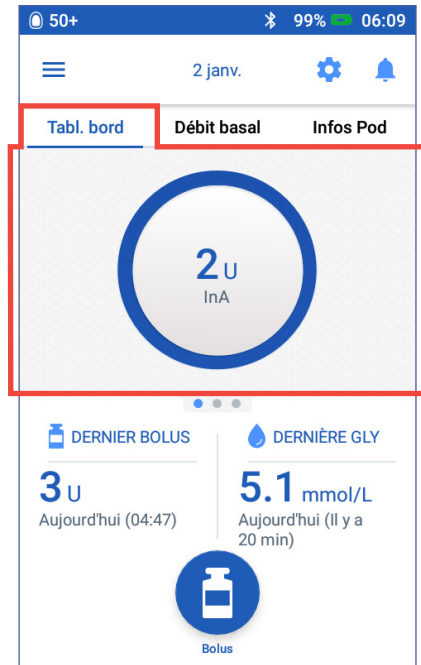 50+ 99% 06:09
2 janv.
Tabl. bord Débit basal Infos Pod
2 U
InA
DERNIER BOLUS
3 U
Aujourd'hui (04:47)
DERNIÈRE GLY
5.1 mmol/L
Aujourd'hui (Il y a
20 min)
Bolus